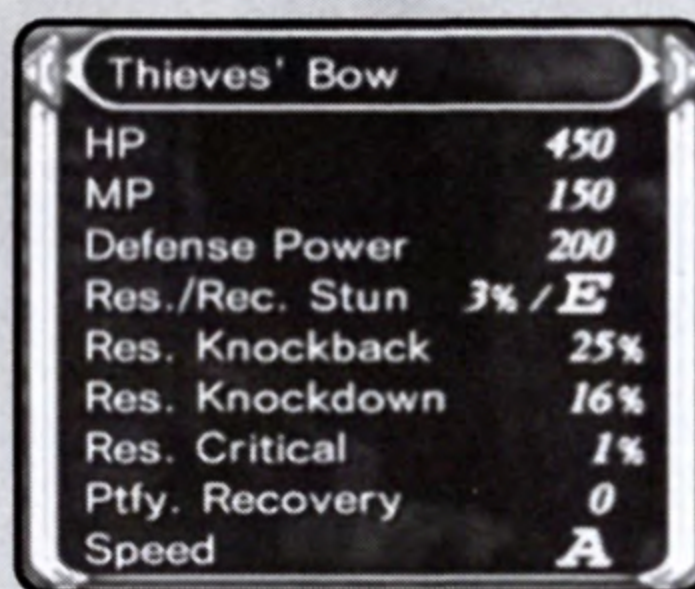 Thieves' Bow
HP 450
MP 150
Defense Power 200
Res./Rec. Stun 3% / E
Res. Knockback 25%
Res. Knockdown 16%
Res. Critical 1%
Ptfy. Recovery 0
Speed A